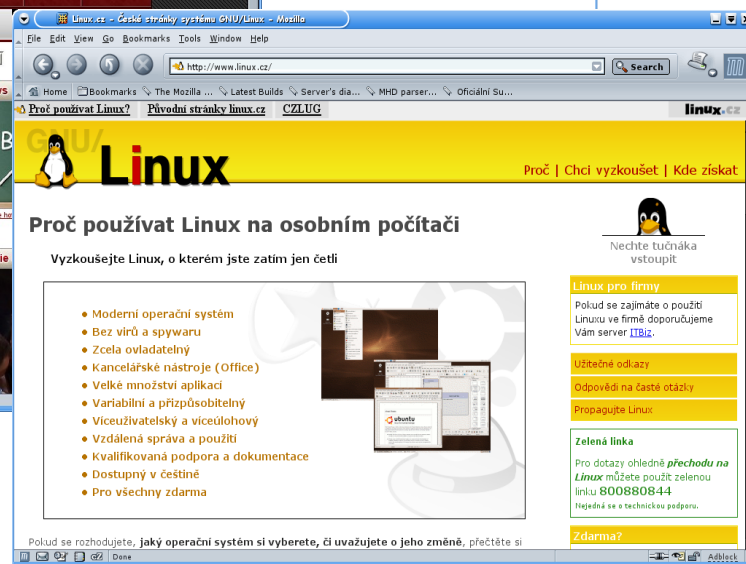 Linux.cz - České stránky systému GNU/Linux - Mozilla
File Edit View Go Bookmarks Tools Window Help
http://www.linux.cz/
Search
Home Bookmarks The Mozilla ... Latest Builds Server's dia... MHD parser... Oficiální Su...
Proč používat Linux? Původní stránky linux.cz CZLUG
linux.cz
GNU/
Linux
Proč | Chci vyzkoušet | Kde získat
Proč používat Linux na osobním počítači
Vyzkoušejte Linux, o kterém jste zatím jen četli
Moderní operační systém
Bez virů a spywaru
Zcela ovladatelný
Kancelářské nástroje (Office)
Velké množství aplikací
Variabilní a přizpůsobitelný
Víceuživatelský a víceúlohový
Vzdálená správa a použití
Kvalifikovaná podpora a dokumentace
Dostupný v češtině
Pro všechny zdarma
ubuntu
Pokud se rozhodujete, jaký operační systém si vyberete, či uvažujete o jeho změně, přečtěte si
Nechte tučňáka
vstoupit
Linux pro firmy
Pokud se zajímáte o použití
Linuxu ve firmě doporučujeme
Vám server ITBiz.
Užitečné odkazy
Odpovědi na časté otázky
Propagujte Linux
Zelená linka
Pro dotazy ohledně přechodu na
Linux můžete použít zelenou
linku 800880844
Nejedná se o technickou podporu.
Zdarma?
Done
Adblock